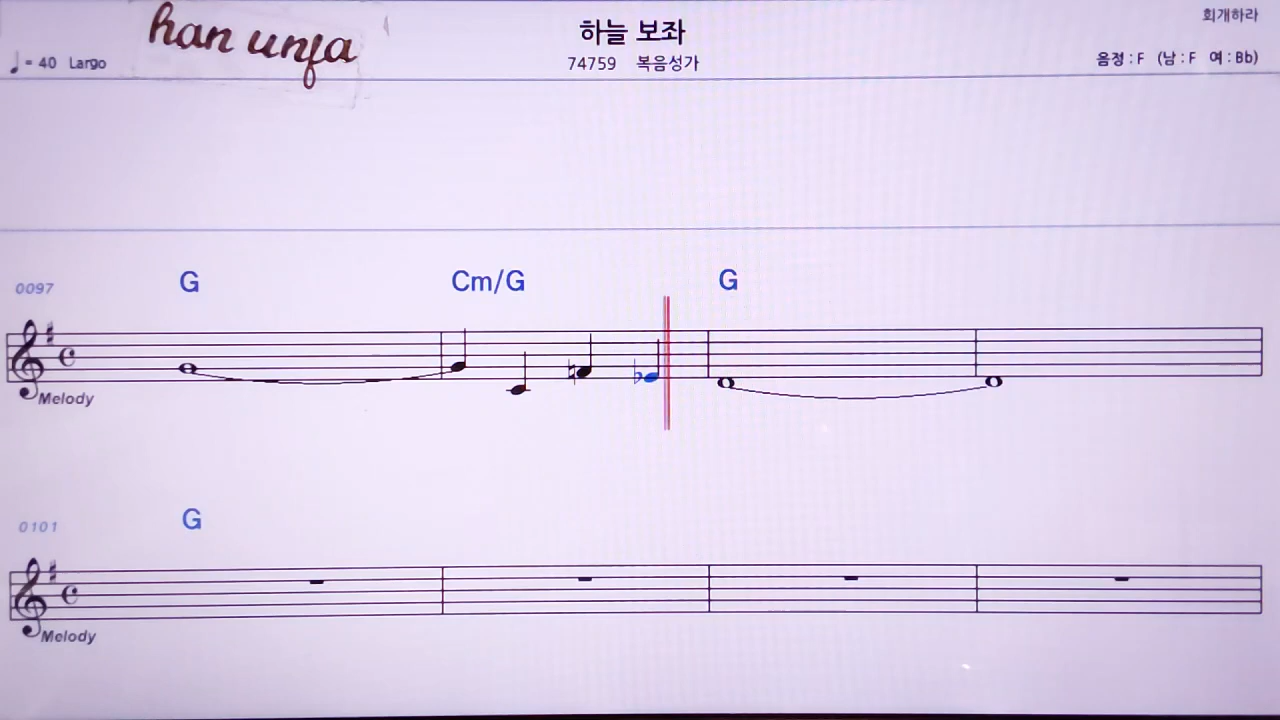 han unja
하늘 보좌
회개하라
♩= 40 Largo
74759 복음성가
음정 : F (남 : F 여 : Bb)
0097
G Cm/G G
Melody
0101
G
Melody